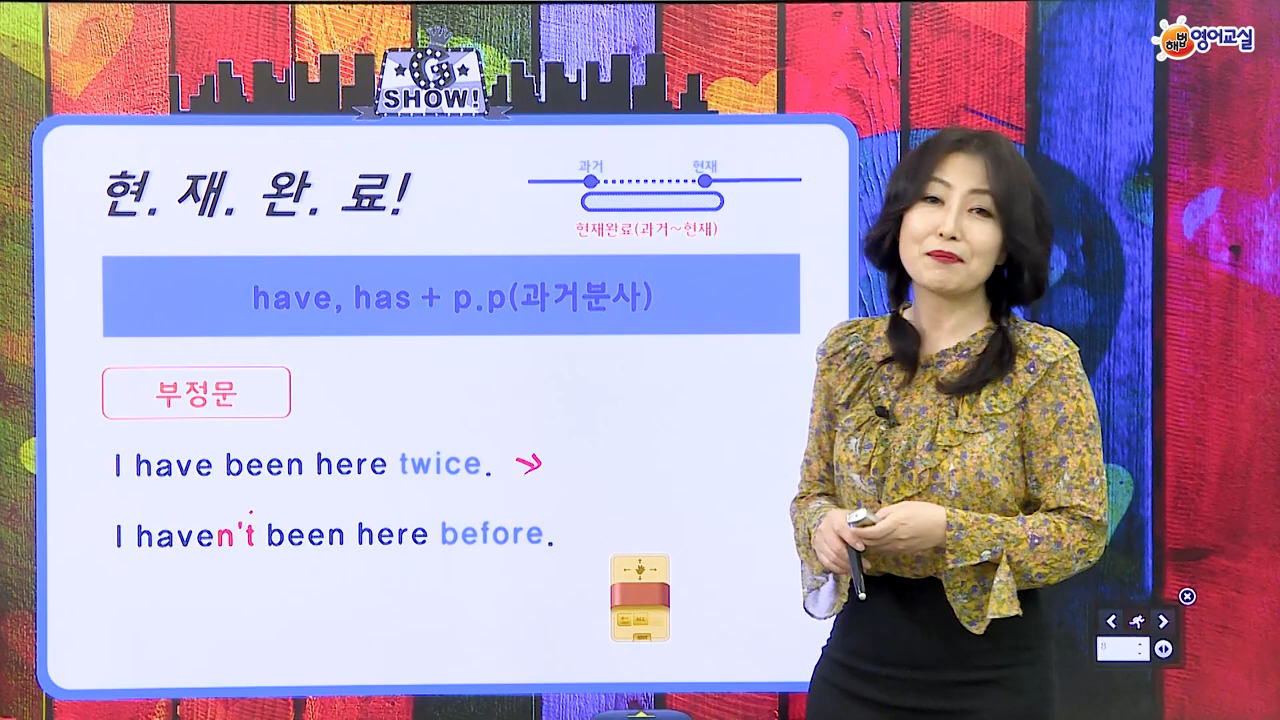 해법 영어교실
G
SHOW!
현. 재. 완. 료!
과거 현재
현재완료(과거~현재)
have, has + p.p(과거분사)
부정문
I have been here twice.
I haven't been here before.
8